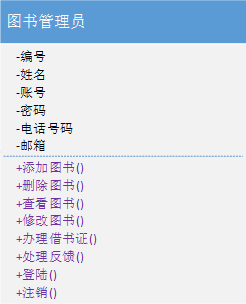 图书管理员
-编号
-姓名
-账号
-密码
-电话号码
-邮箱
+添加图书()
+删除图书()
+查看图书()
+修改图书()
+办理借书证()
+处理反馈()
+登陆()
+注销()